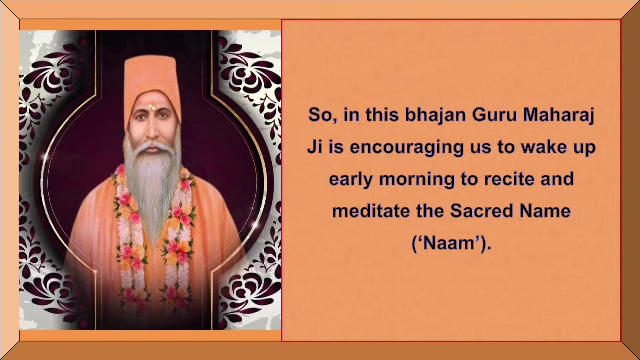 So, in this bhajan Guru Maharaj
Ji is encouraging us to wake up
early morning to recite and
meditate the Sacred Name
(‘Naam’).